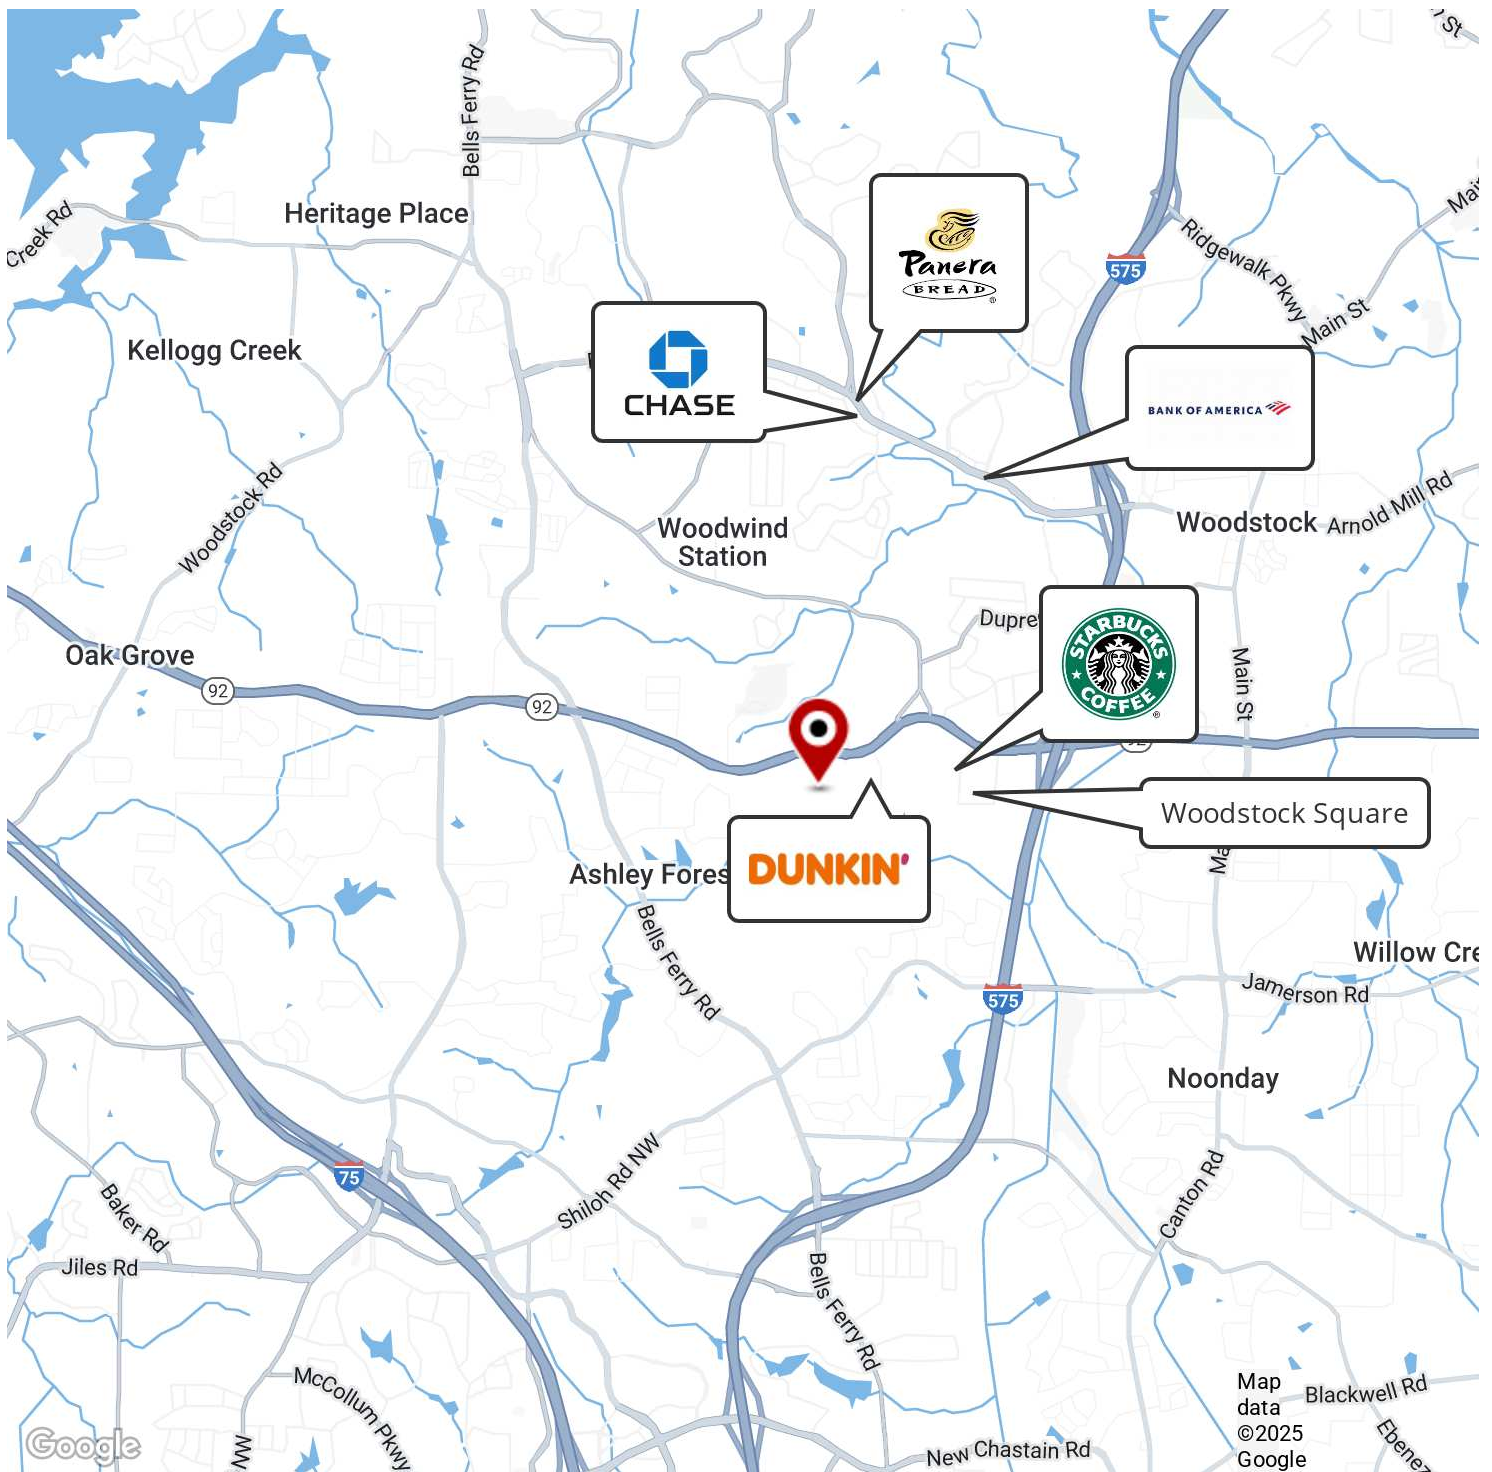 Bells Ferry Rd
Creek Rd
Heritage Place
Panera
BREAD
®
575
Ridgewalk Pkwy
Main St
Kellogg Creek
CHASE
BANK OF AMERICA
Woodstock Rd
Woodwind
Station
Woodstock
Arnold Mill Rd
Oak Grove
92
92
Dupre
STARBUCKS
COFFEE
®
Main St
92
Woodstock Square
Ashley Fores
DUNKIN'
Ma
Bells Ferry Rd
Willow Cre
575
Jamerson Rd
Noonday
75
Shiloh Rd NW
Canton Rd
Baker Rd
Jiles Rd
Bells Ferry Rd
McCollum Pkwy
NW
Map
data
©2025
Google
Blackwell Rd
Ebenez
New Chastain Rd
Google